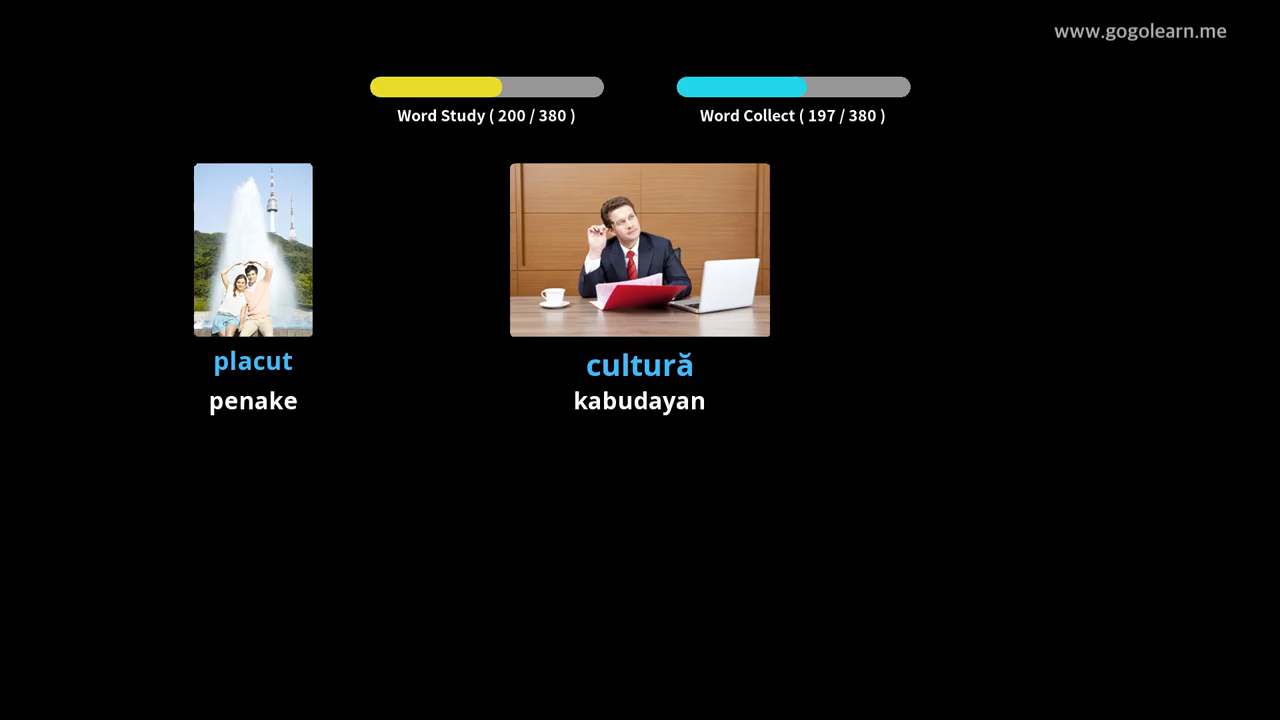 www.gogolearn.me
Word Study ( 200 / 380 )
Word Collect ( 197 / 380 )
placut
penake
cultură
kabudayan